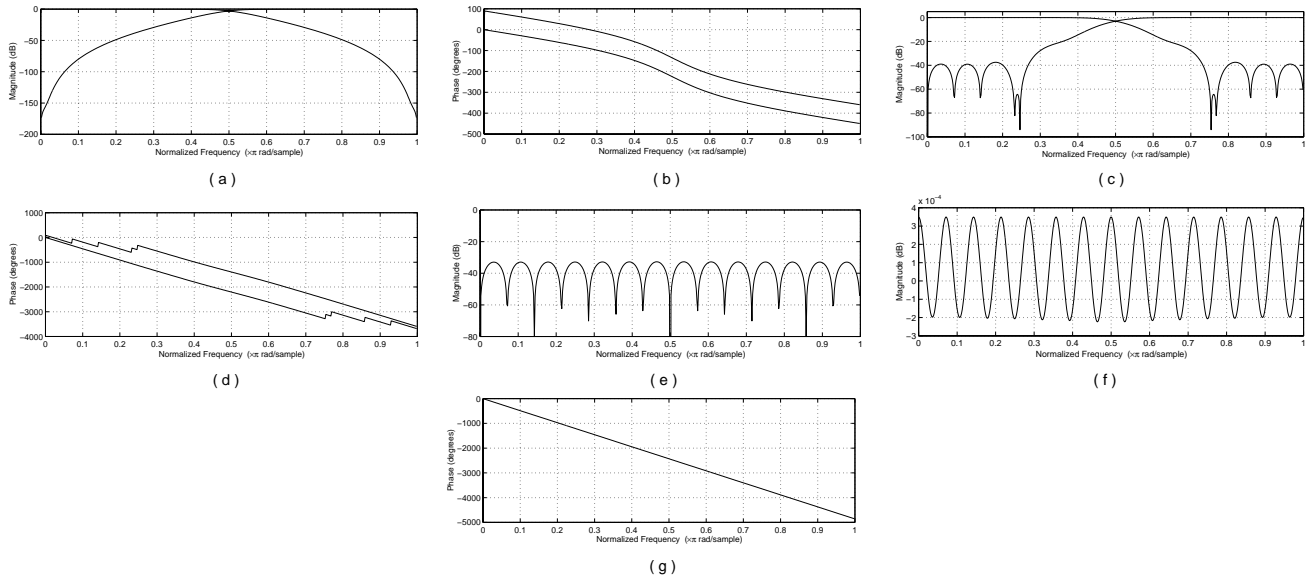 0
−50
−100
−150
−200
Magnitude (dB)
0 0.1 0.2 0.3 0.4 0.5 0.6 0.7 0.8 0.9 1
Normalized Frequency (×π rad/sample)
(a)
100
0
−100
−200
−300
−400
−500
Phase (degrees)
0 0.1 0.2 0.3 0.4 0.5 0.6 0.7 0.8 0.9 1
Normalized Frequency (×π rad/sample)
(b)
0
−20
−40
−60
−80
−100
Magnitude (dB)
0 0.1 0.2 0.3 0.4 0.5 0.6 0.7 0.8 0.9 1
Normalized Frequency (×π rad/sample)
(c)
1000
0
−1000
−2000
−3000
−4000
Phase (degrees)
0 0.1 0.2 0.3 0.4 0.5 0.6 0.7 0.8 0.9 1
Normalized Frequency (×π rad/sample)
(d)
0
−20
−40
−60
−80
Magnitude (dB)
0 0.1 0.2 0.3 0.4 0.5 0.6 0.7 0.8 0.9 1
Normalized Frequency (×π rad/sample)
(e)
x 10⁻⁴
4
3
2
1
0
−1
−2
−3
Magnitude (dB)
0 0.1 0.2 0.3 0.4 0.5 0.6 0.7 0.8 0.9 1
Normalized Frequency (×π rad/sample)
(f)
0
−1000
−2000
−3000
−4000
−5000
Phase (degrees)
0 0.1 0.2 0.3 0.4 0.5 0.6 0.7 0.8 0.9 1
Normalized Frequency (×π rad/sample)
(g)